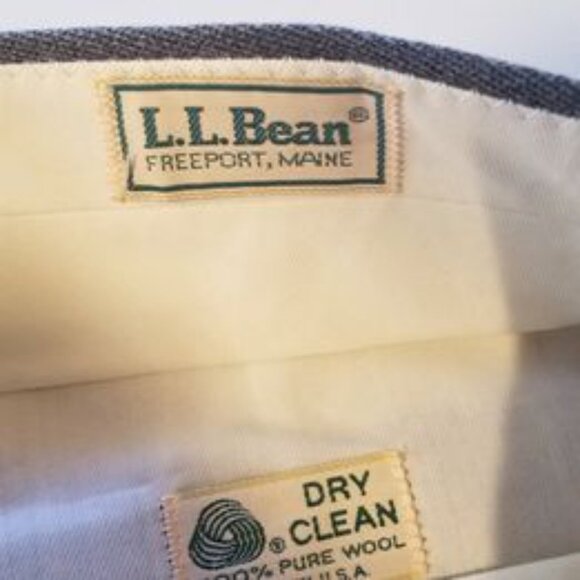 L.L.Bean®
FREEPORT, MAINE
DRY
CLEAN
® 100% PURE WOOL
U.S.A.